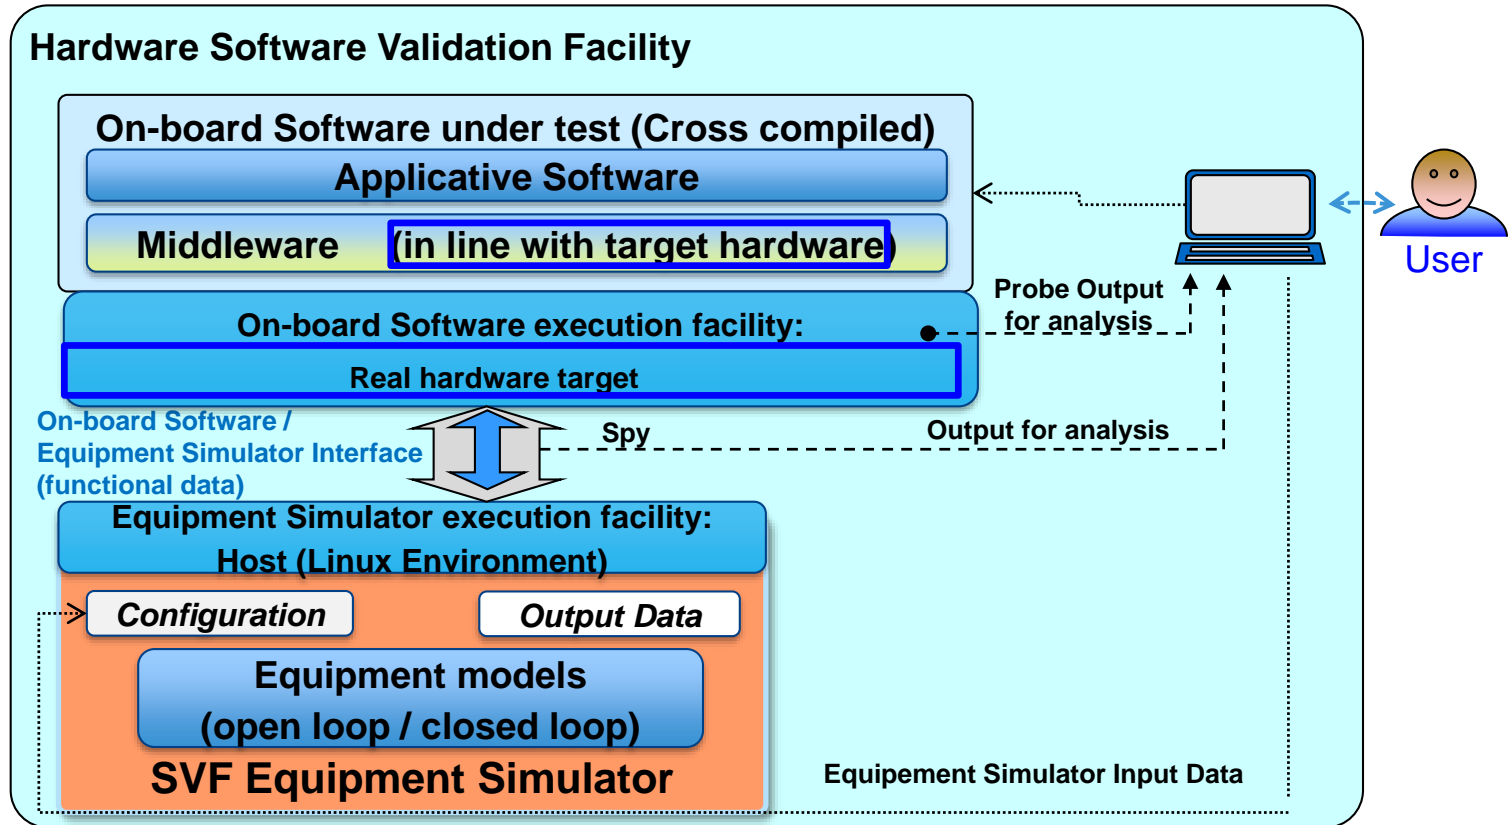 Hardware Software Validation Facility
On-board Software under test (Cross compiled)
Applicative Software
Middleware (in line with target hardware)
User
Probe Output
for analysis
On-board Software execution facility:
Real hardware target
On-board Software /
Equipment Simulator Interface
(functional data)
Spy
Output for analysis
Equipment Simulator execution facility:
Host (Linux Environment)
Configuration
Output Data
Equipment models
(open loop / closed loop)
SVF Equipment Simulator
Equipement Simulator Input Data